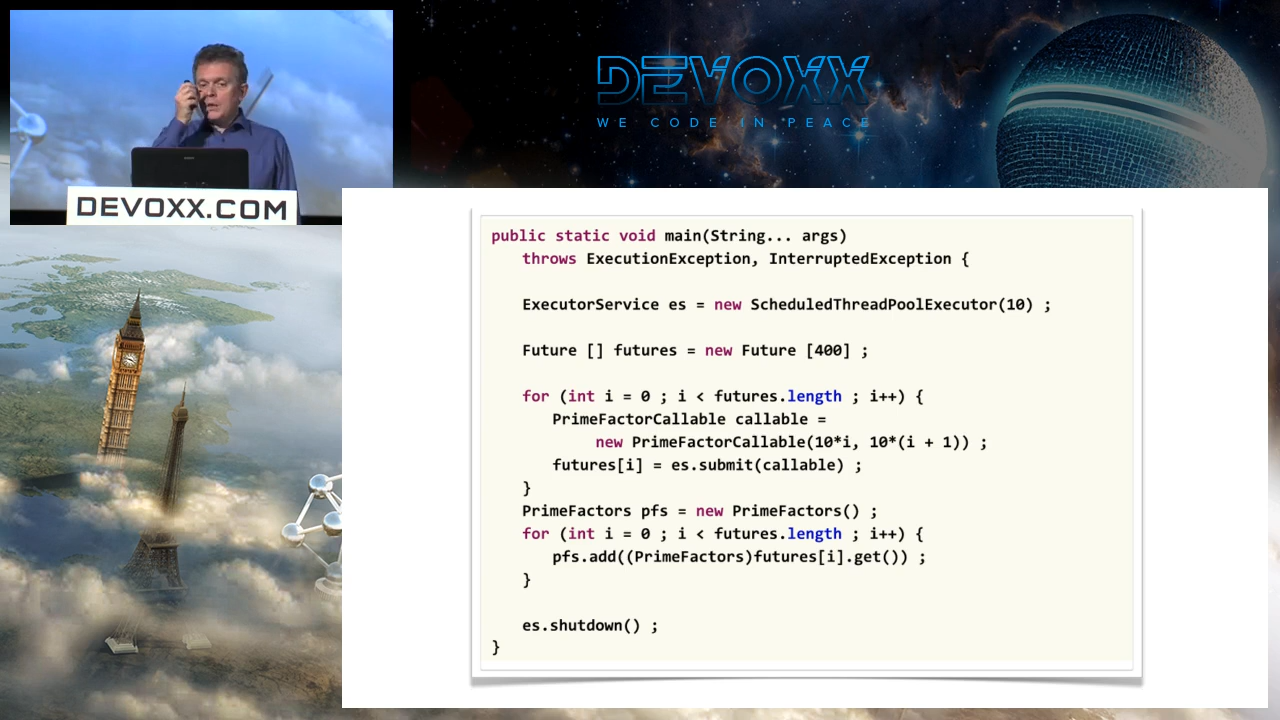 DEVOXX
WE CODE IN PEACE
DEVOXX.COM
public static void main(String... args)
throws ExecutionException, InterruptedException {
ExecutorService es = new ScheduledThreadPoolExecutor(10) ;
Future [] futures = new Future [400] ;
for (int i = 0 ; i < futures.length ; i++) {
PrimeFactorCallable callable =
new PrimeFactorCallable(10*i, 10*(i + 1)) ;
futures[i] = es.submit(callable) ;
}
PrimeFactors pfs = new PrimeFactors() ;
for (int i = 0 ; i < futures.length ; i++) {
pfs.add((PrimeFactors)futures[i].get()) ;
}
es.shutdown() ;
}